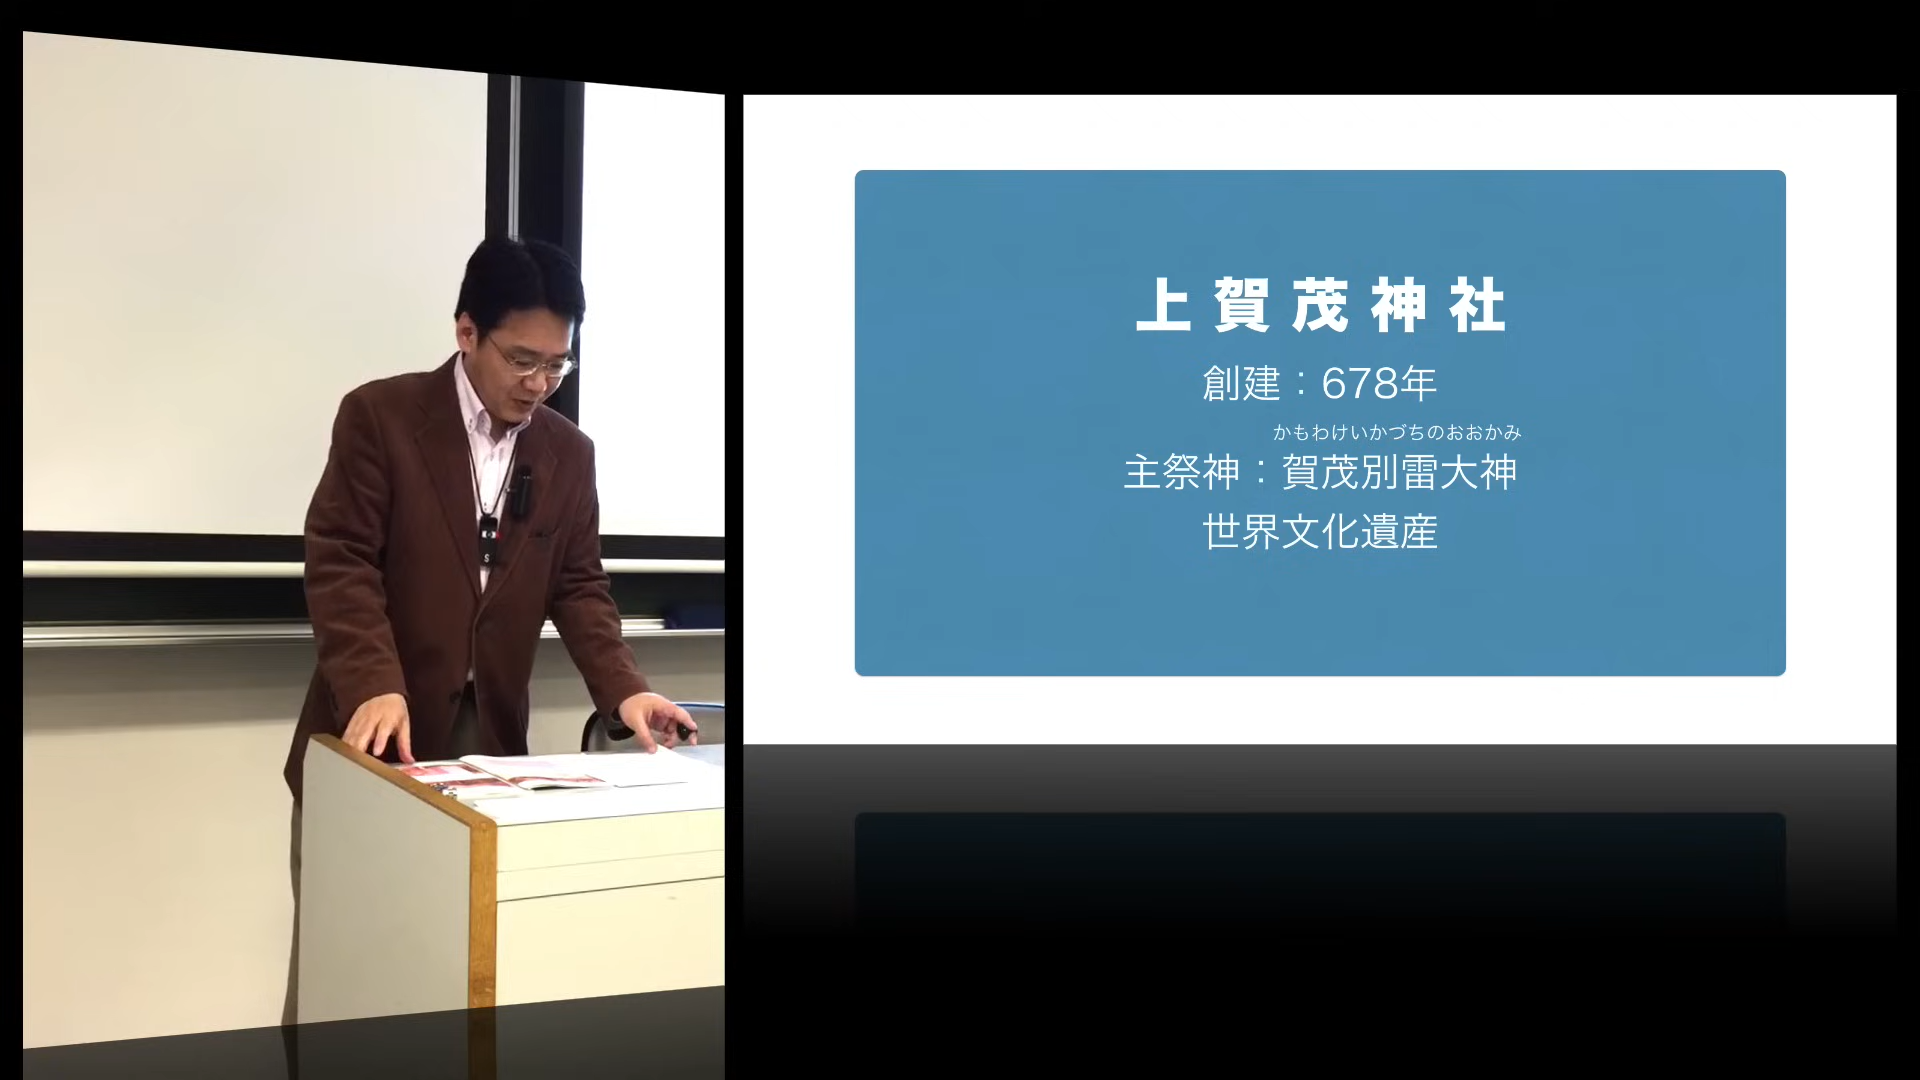 上賀茂神社
創建：678年
かもわけいかづちのおおかみ
主祭神：賀茂別雷大神
世界文化遺産